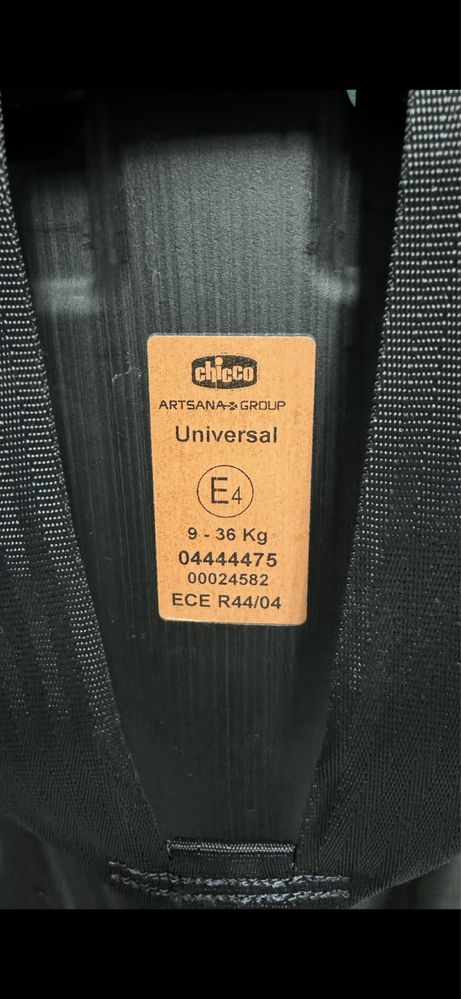 chicco
ARTSANA GROUP
Universal
E4
9 - 36 Kg
04444475
00024582
ECE R44/04